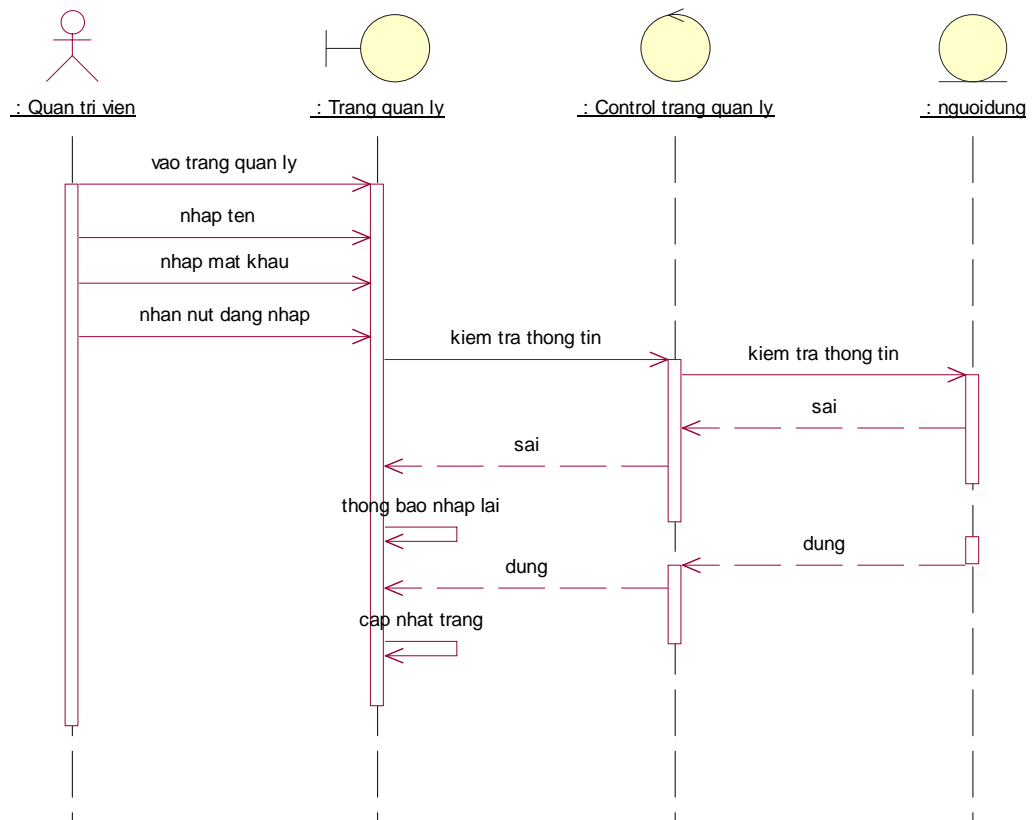 : Quan tri vien
: Trang quan ly
: Control trang quan ly
: nguoidung
vao trang quan ly
nhap ten
nhap mat khau
nhan nut dang nhap
kiem tra thong tin
kiem tra thong tin
sai
sai
thong bao nhap lai
dung
dung
cap nhat trang